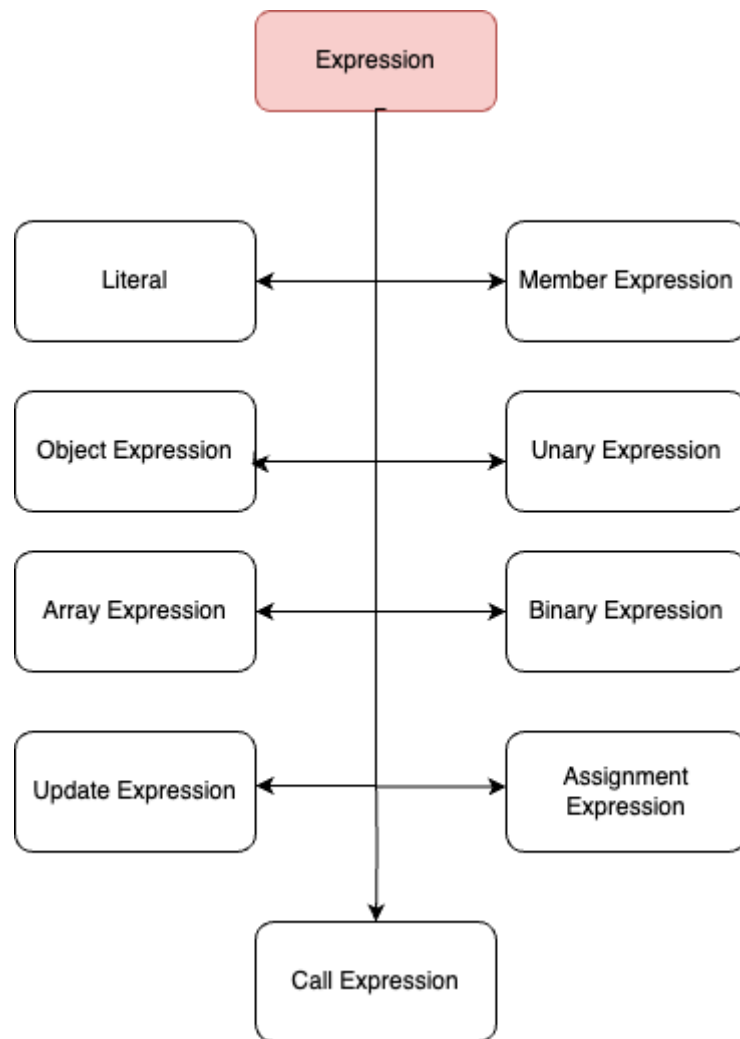 Expression
Literal
Member Expression
Object Expression
Unary Expression
Array Expression
Binary Expression
Update Expression
Assignment
Expression
Call Expression